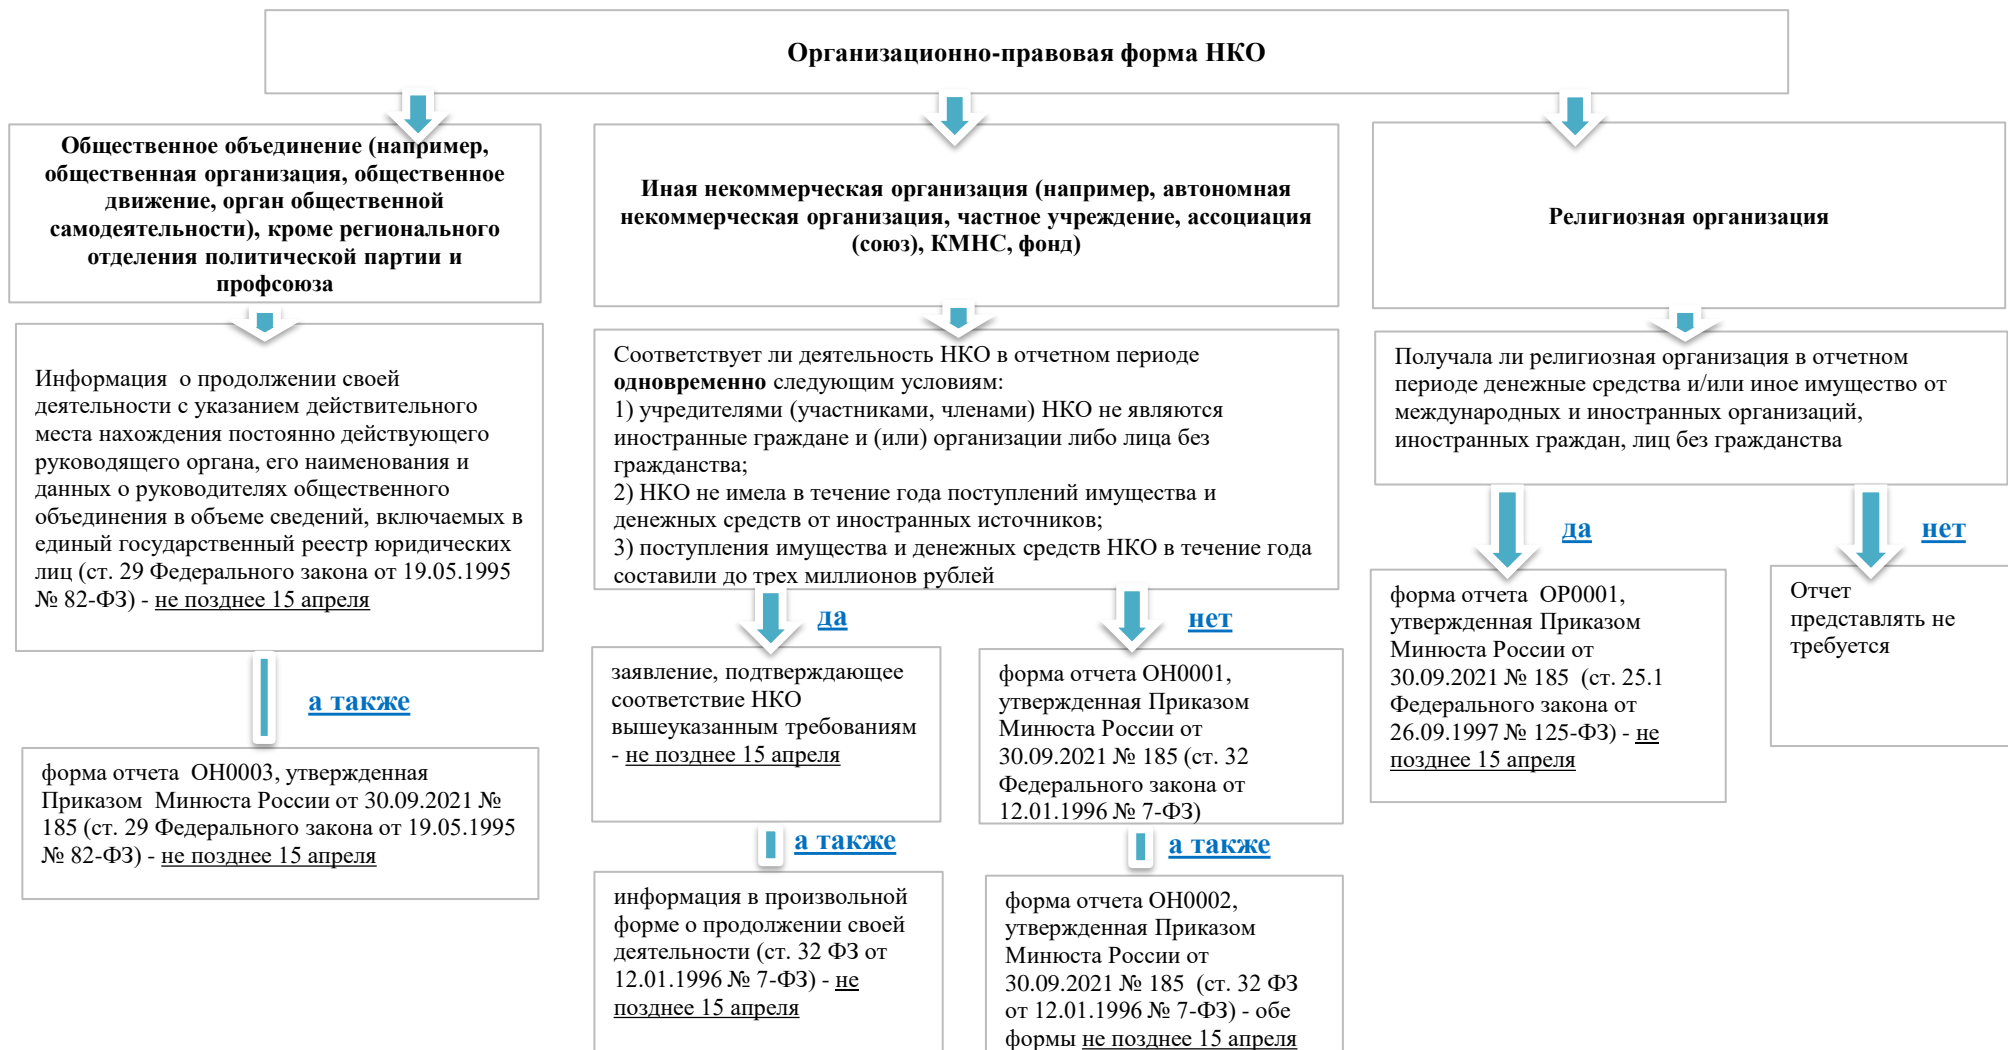 Организационно-правовая форма НКО
Общественное объединение (например,
общественная организация, общественное
движение, орган общественной
самодеятельности), кроме регионального
отделения политической партии и
профсоюза
Информация  о продолжении своей
деятельности с указанием действительного
места нахождения постоянно действующего
руководящего органа, его наименования и
данных о руководителях общественного
объединения в объеме сведений, включаемых в
единый государственный реестр юридических
лиц (ст. 29 Федерального закона от 19.05.1995
№ 82-ФЗ) - не позднее 15 апреля
а также
форма отчета  ОН0003, утвержденная
Приказом  Минюста России от 30.09.2021 №
185 (ст. 29 Федерального закона от 19.05.1995
№ 82-ФЗ) - не позднее 15 апреля
Иная некоммерческая организация (например, автономная
некоммерческая организация, частное учреждение, ассоциация
(союз), КМНС, фонд)
Соответствует ли деятельность НКО в отчетном периоде
одновременно следующим условиям:
1) учредителями (участниками, членами) НКО не являются
иностранные граждане и (или) организации либо лица без
гражданства;
2) НКО не имела в течение года поступлений имущества и
денежных средств от иностранных источников;
3) поступления имущества и денежных средств НКО в течение года
составили до трех миллионов рублей
да
заявление, подтверждающее
соответствие НКО
вышеуказанным требованиям
- не позднее 15 апреля
а также
информация в произвольной
форме о продолжении своей
деятельности (ст. 32 ФЗ от
12.01.1996 № 7-ФЗ) - не
позднее 15 апреля
нет
форма отчета ОН0001,
утвержденная Приказом
Минюста России от
30.09.2021 № 185 (ст. 32
Федерального закона от
12.01.1996 № 7-ФЗ)
а также
форма отчета ОН0002,
утвержденная Приказом
Минюста России от
30.09.2021 № 185  (ст. 32 ФЗ
от 12.01.1996 № 7-ФЗ) - обе
формы не позднее 15 апреля
Религиозная организация
Получала ли религиозная организация в отчетном
периоде денежные средства и/или иное имущество от
международных и иностранных организаций,
иностранных граждан, лиц без гражданства
да
форма отчета  ОР0001,
утвержденная Приказом
Минюста России от
30.09.2021 № 185  (ст. 25.1
Федерального закона от
26.09.1997 № 125-ФЗ) - не
позднее 15 апреля
нет
Отчет
представлять не
требуется